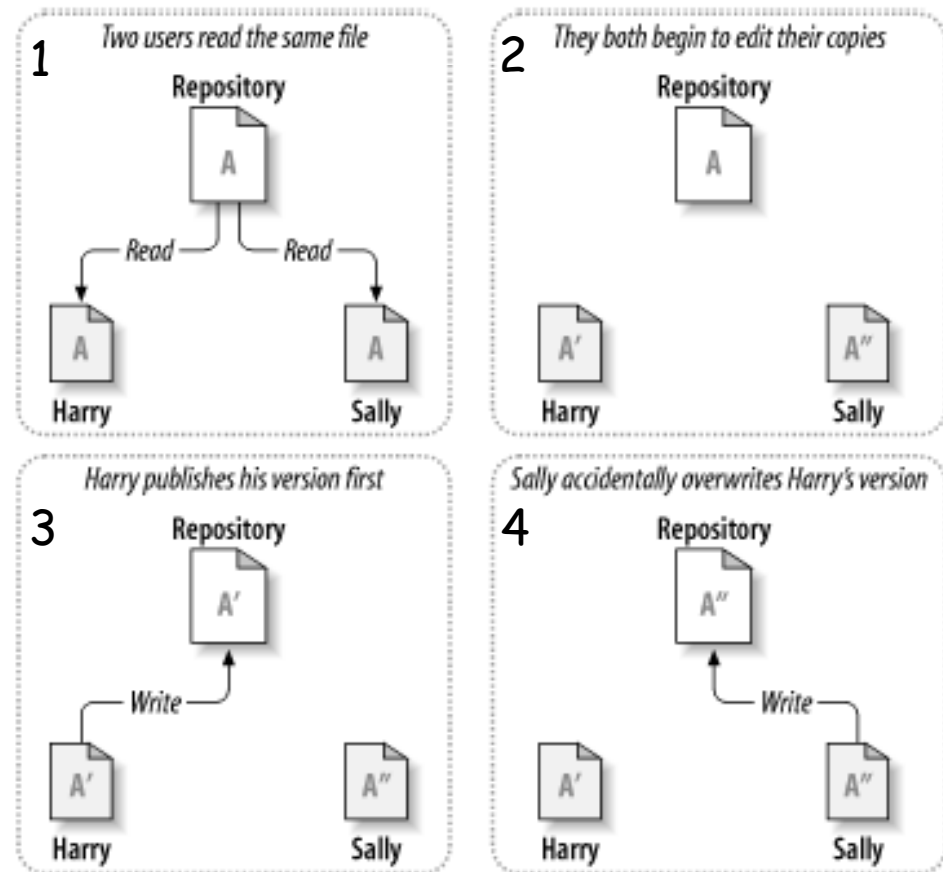 1
Two users read the same file
Repository
A
Read
Read
A
A
Harry
Sally
2
They both begin to edit their copies
Repository
A
A′
A″
Harry
Sally
3
Harry publishes his version first
Repository
A′
Write
A′
A″
Harry
Sally
4
Sally accidentally overwrites Harry’s version
Repository
A″
Write
A′
A″
Harry
Sally